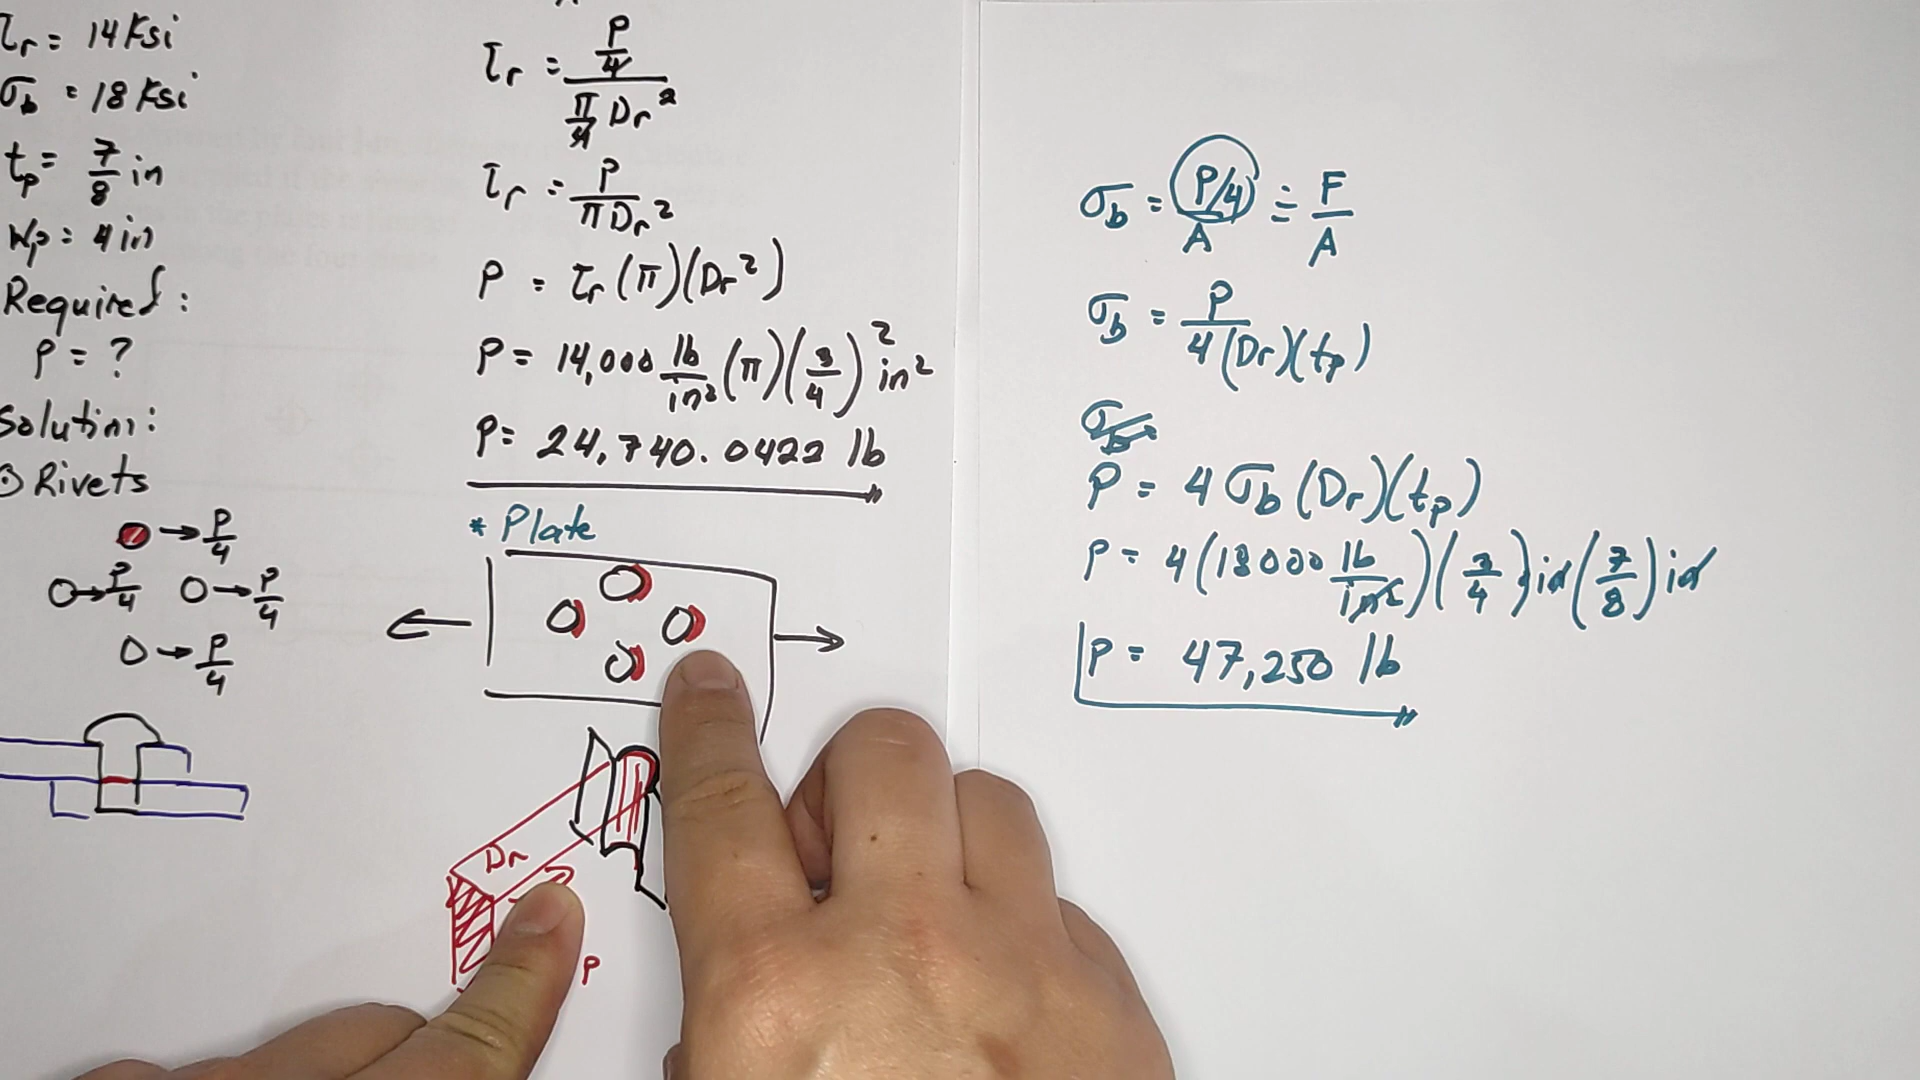 τr = 14 Ksi
σb = 18 Ksi
tp = 7/8 in
Wp = 4 in
Required:
P = ?
Solution:
Rivets
→ P/4
→ P/4 → P/4
→ P/4
τr = (P/4) / (π/4 Dr²)
τr = P / (π Dr²)
P = τr (π)(Dr²)
P = 14,000 lb/in² (π)(3/4)² in²
P = 24,740.0422 lb
* Plate
Dr
P
σb = (P/4)/A = F/A
σb = P / 4(Dr)(tp)
σb
P = 4 σb (Dr)(tp)
P = 4(18000 lb/in²)(3/4) in (7/8) in
P = 47,250 lb